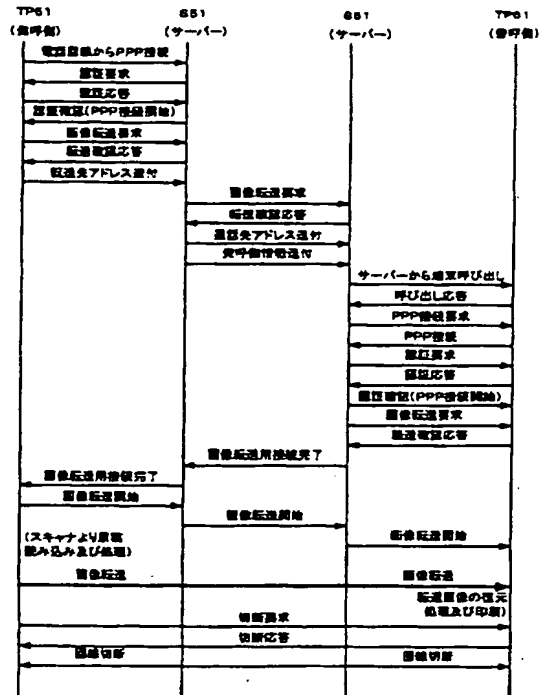 TP61
S51
S51
TP61
(発呼側)
(サーバー)
(サーバー)
(着呼側)
電話回線からPPP接続
認証要求
認証応答
認証確認(PPP接続開始)
画像転送要求
転送確認応答
転送先アドレス送付
画像転送要求
転送確認応答
送信先アドレス送付
発呼側情報送付
サーバーから端末呼び出し
呼び出し応答
PPP接続要求
PPP接続
認証要求
認証応答
認証確認(PPP接続開始)
画像転送要求
転送確認応答
画像転送用接続完了
画像転送用接続完了
画像転送開始
画像転送開始
画像転送開始
(スキャナより原稿
読み込み及び処理)
画像転送
画像転送
転送画像の復元
処理及び印刷)
切断要求
切断応答
回線切断
回線切断